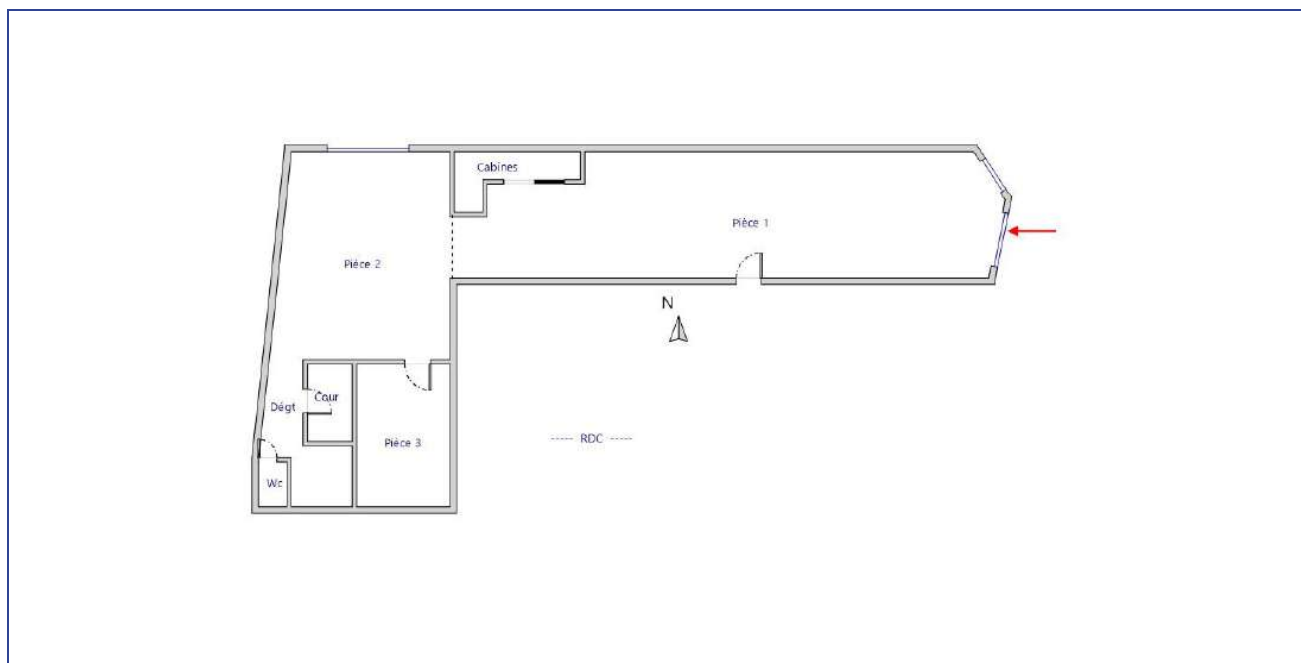 Cabines
Pièce 1
Pièce 2
N
Cour
Dégt
Pièce 3
----- RDC -----
Wc